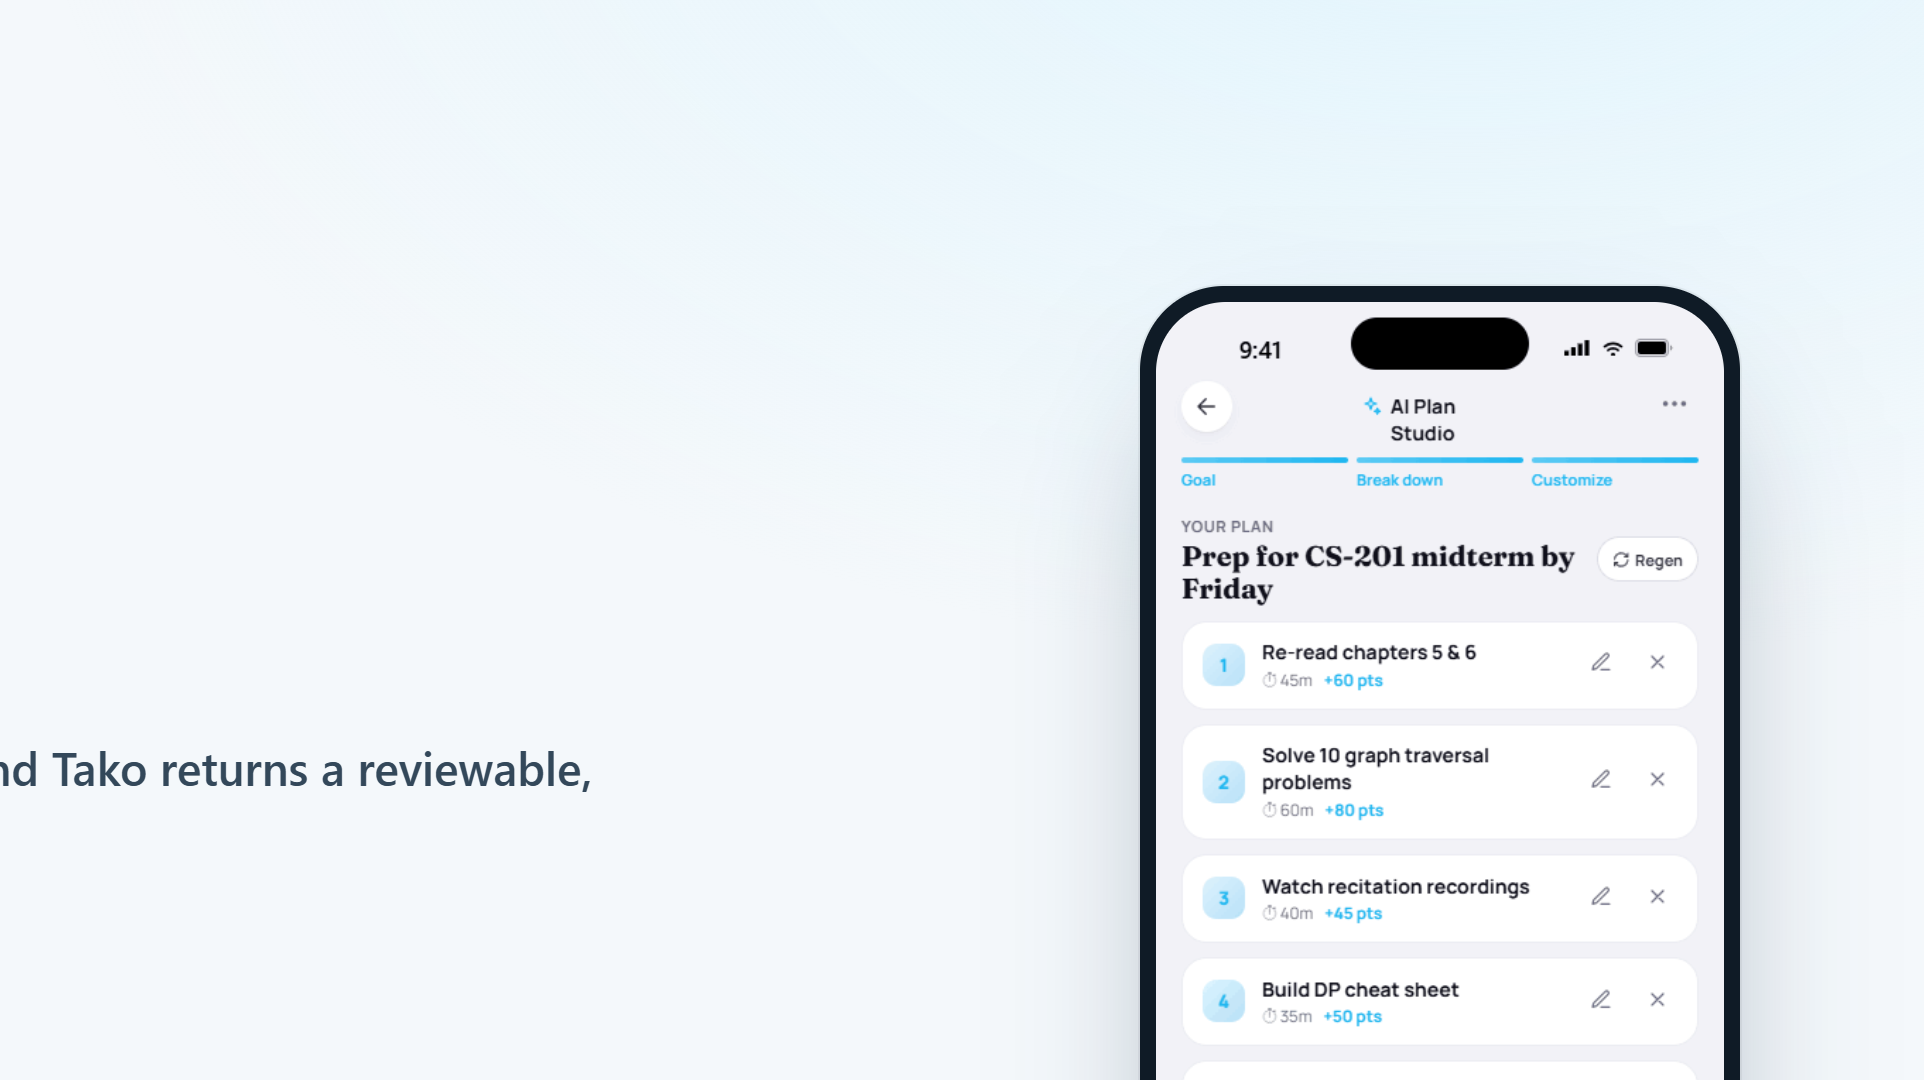 9:41
AI Plan
Studio
Goal
Break down
Customize
YOUR PLAN
Prep for CS-201 midterm by
Friday
Regen
1
Re-read chapters 5 & 6
45m +60 pts
2
Solve 10 graph traversal
problems
60m +80 pts
nd Tako returns a reviewable,
3
Watch recitation recordings
40m +45 pts
4
Build DP cheat sheet
35m +50 pts